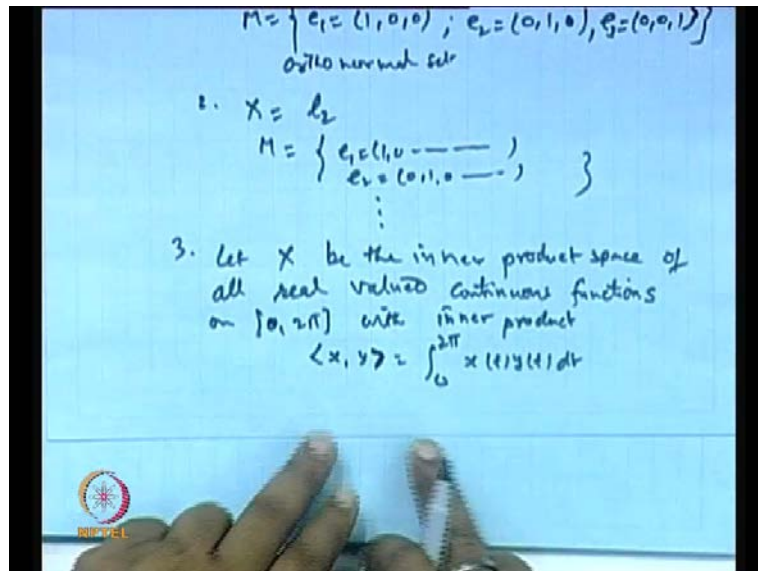 M = { e₁ = (1,0,0) ; e₂ = (0,1,0), e₃=(0,0,1)}
orthonormal set
2. X = l₂
M = { e₁=(1,0 - - - - )
e₂ = (0,1,0 - - - ) }
⋮
3. Let X be the inner product space of
all real valued continuous functions
on [0, 2π] with inner product
<x, y> = ∫₀^2π x(t) y(t) dt
NPTEL